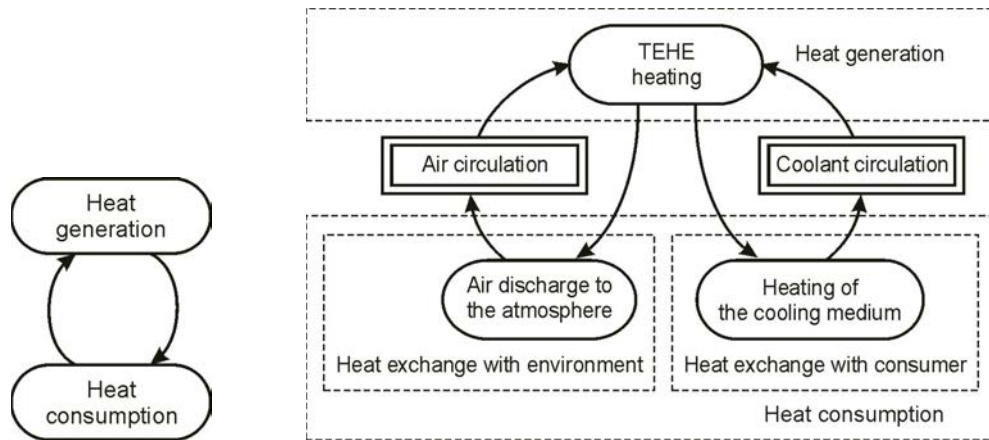 Heat
generation
Heat
consumption
TEHE
heating
Heat generation
Air circulation
Coolant circulation
Air discharge to
the atmosphere
Heating of
the cooling medium
Heat exchange with environment
Heat exchange with consumer
Heat consumption